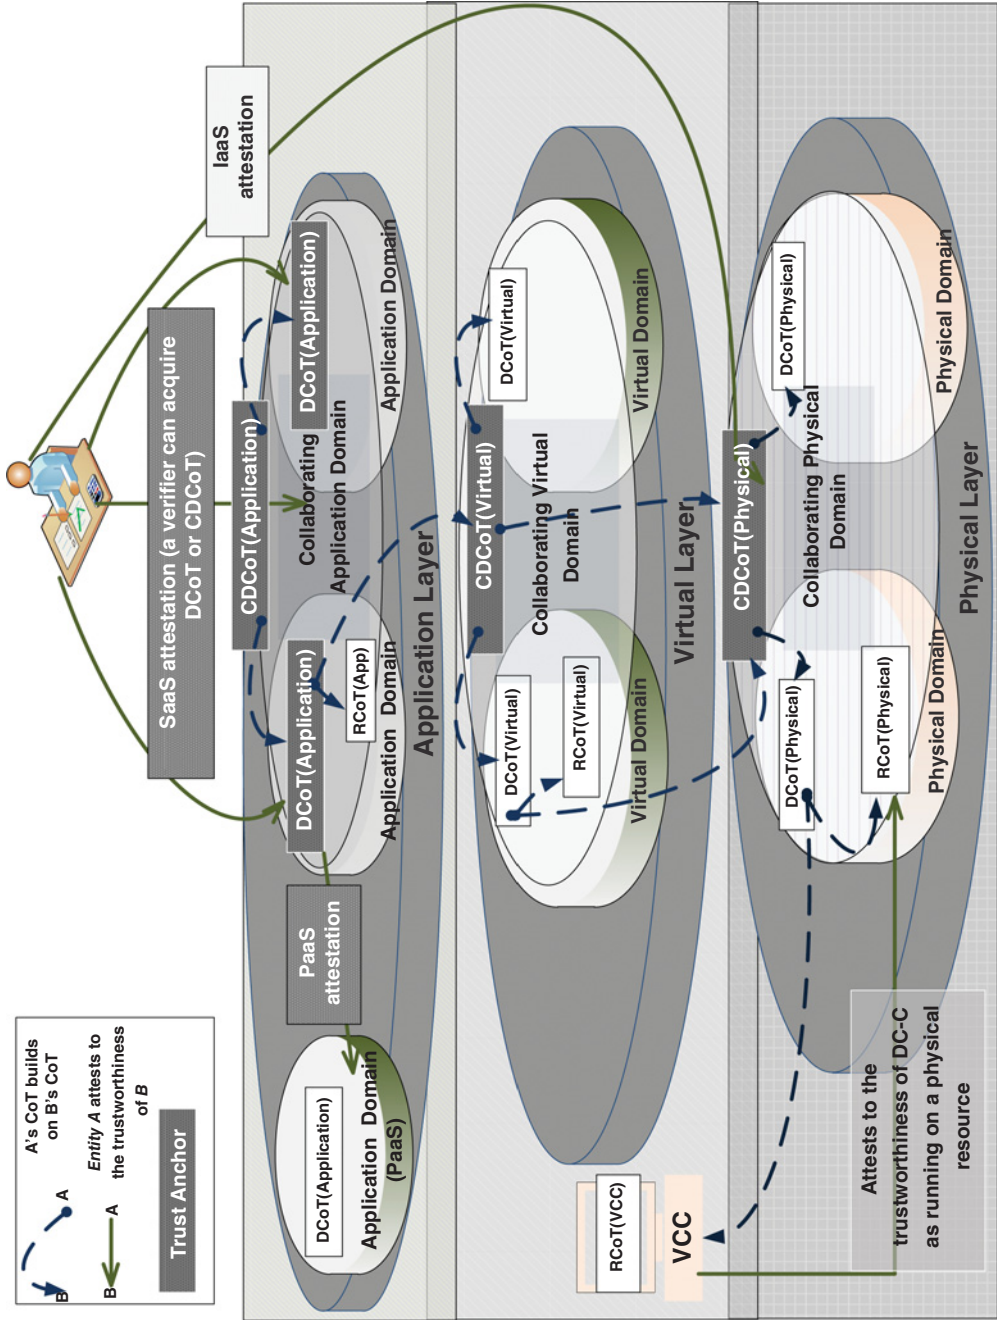 B
A
A's CoT builds
on B's CoT
B
A
Entity A attests to
the trustworthiness
of B
Trust Anchor
SaaS attestation (a verifier can acquire
DCoT or CDCoT)
IaaS
attestation
PaaS
attestation
DCoT(Application)
Application Domain
(PaaS)
CDCoT(Application)
DCoT(Application)
RCoT(App)
Application Domain
Collaborating
Application Domain
DCoT(Application)
Application Domain
Application Layer
CDCoT(Virtual)
DCoT(Virtual)
RCoT(Virtual)
Virtual Domain
Collaborating Virtual
Domain
DCoT(Virtual)
Virtual Domain
Virtual Layer
RCoT(VCC)
VCC
CDCoT(Physical)
DCoT(Physical)
RCoT(Physical)
Physical Domain
Collaborating Physical
Domain
DCoT(Physical)
Physical Domain
Physical Layer
Attests to the
trustworthiness of DC-C
as running on a physical
resource